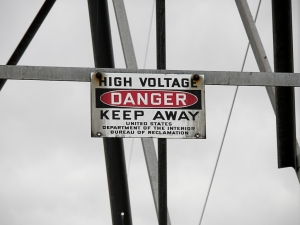 HIGH VOLTAGE
DANGER
KEEP AWAY
UNITED STATES
DEPARTMENT OF THE INTERIOR
BUREAU OF RECLAMATION